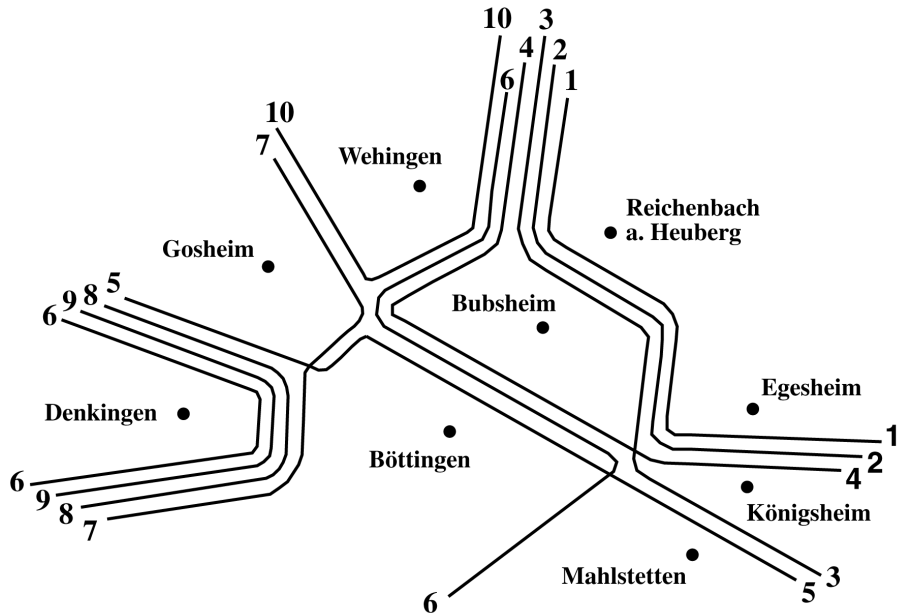 10 3
4 2
6 1
10
7
Wehingen
Reichenbach
a. Heuberg
Gosheim
5
9 8
6
Bubsheim
Egesheim
Denkingen
1
2
4
Böttingen
6
9
8
7
Königsheim
Mahlstetten
3
5
6